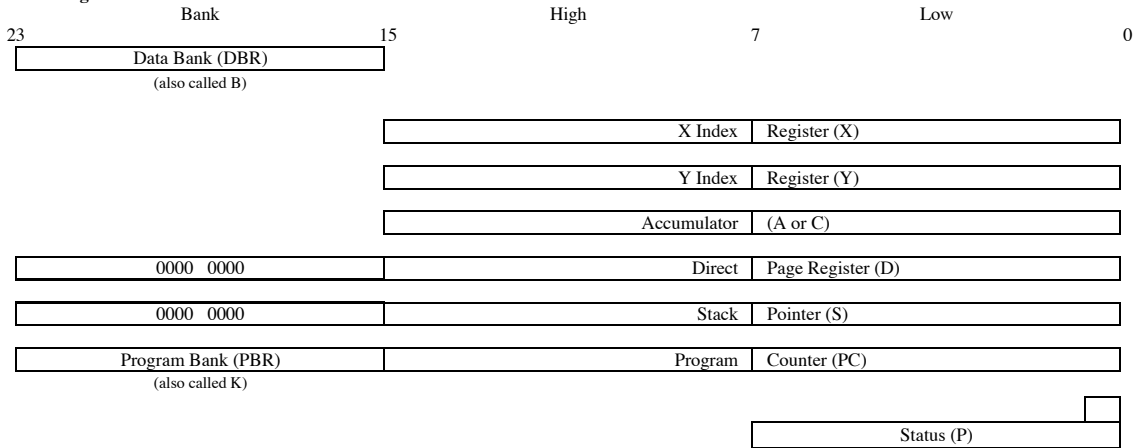 Bank High Low
23 15 7 0
Data Bank (DBR)
(also called B)
X Index Register (X)
Y Index Register (Y)
Accumulator (A or C)
0000 0000 Direct Page Register (D)
0000 0000 Stack Pointer (S)
Program Bank (PBR) Program Counter (PC)
(also called K)
Status (P)